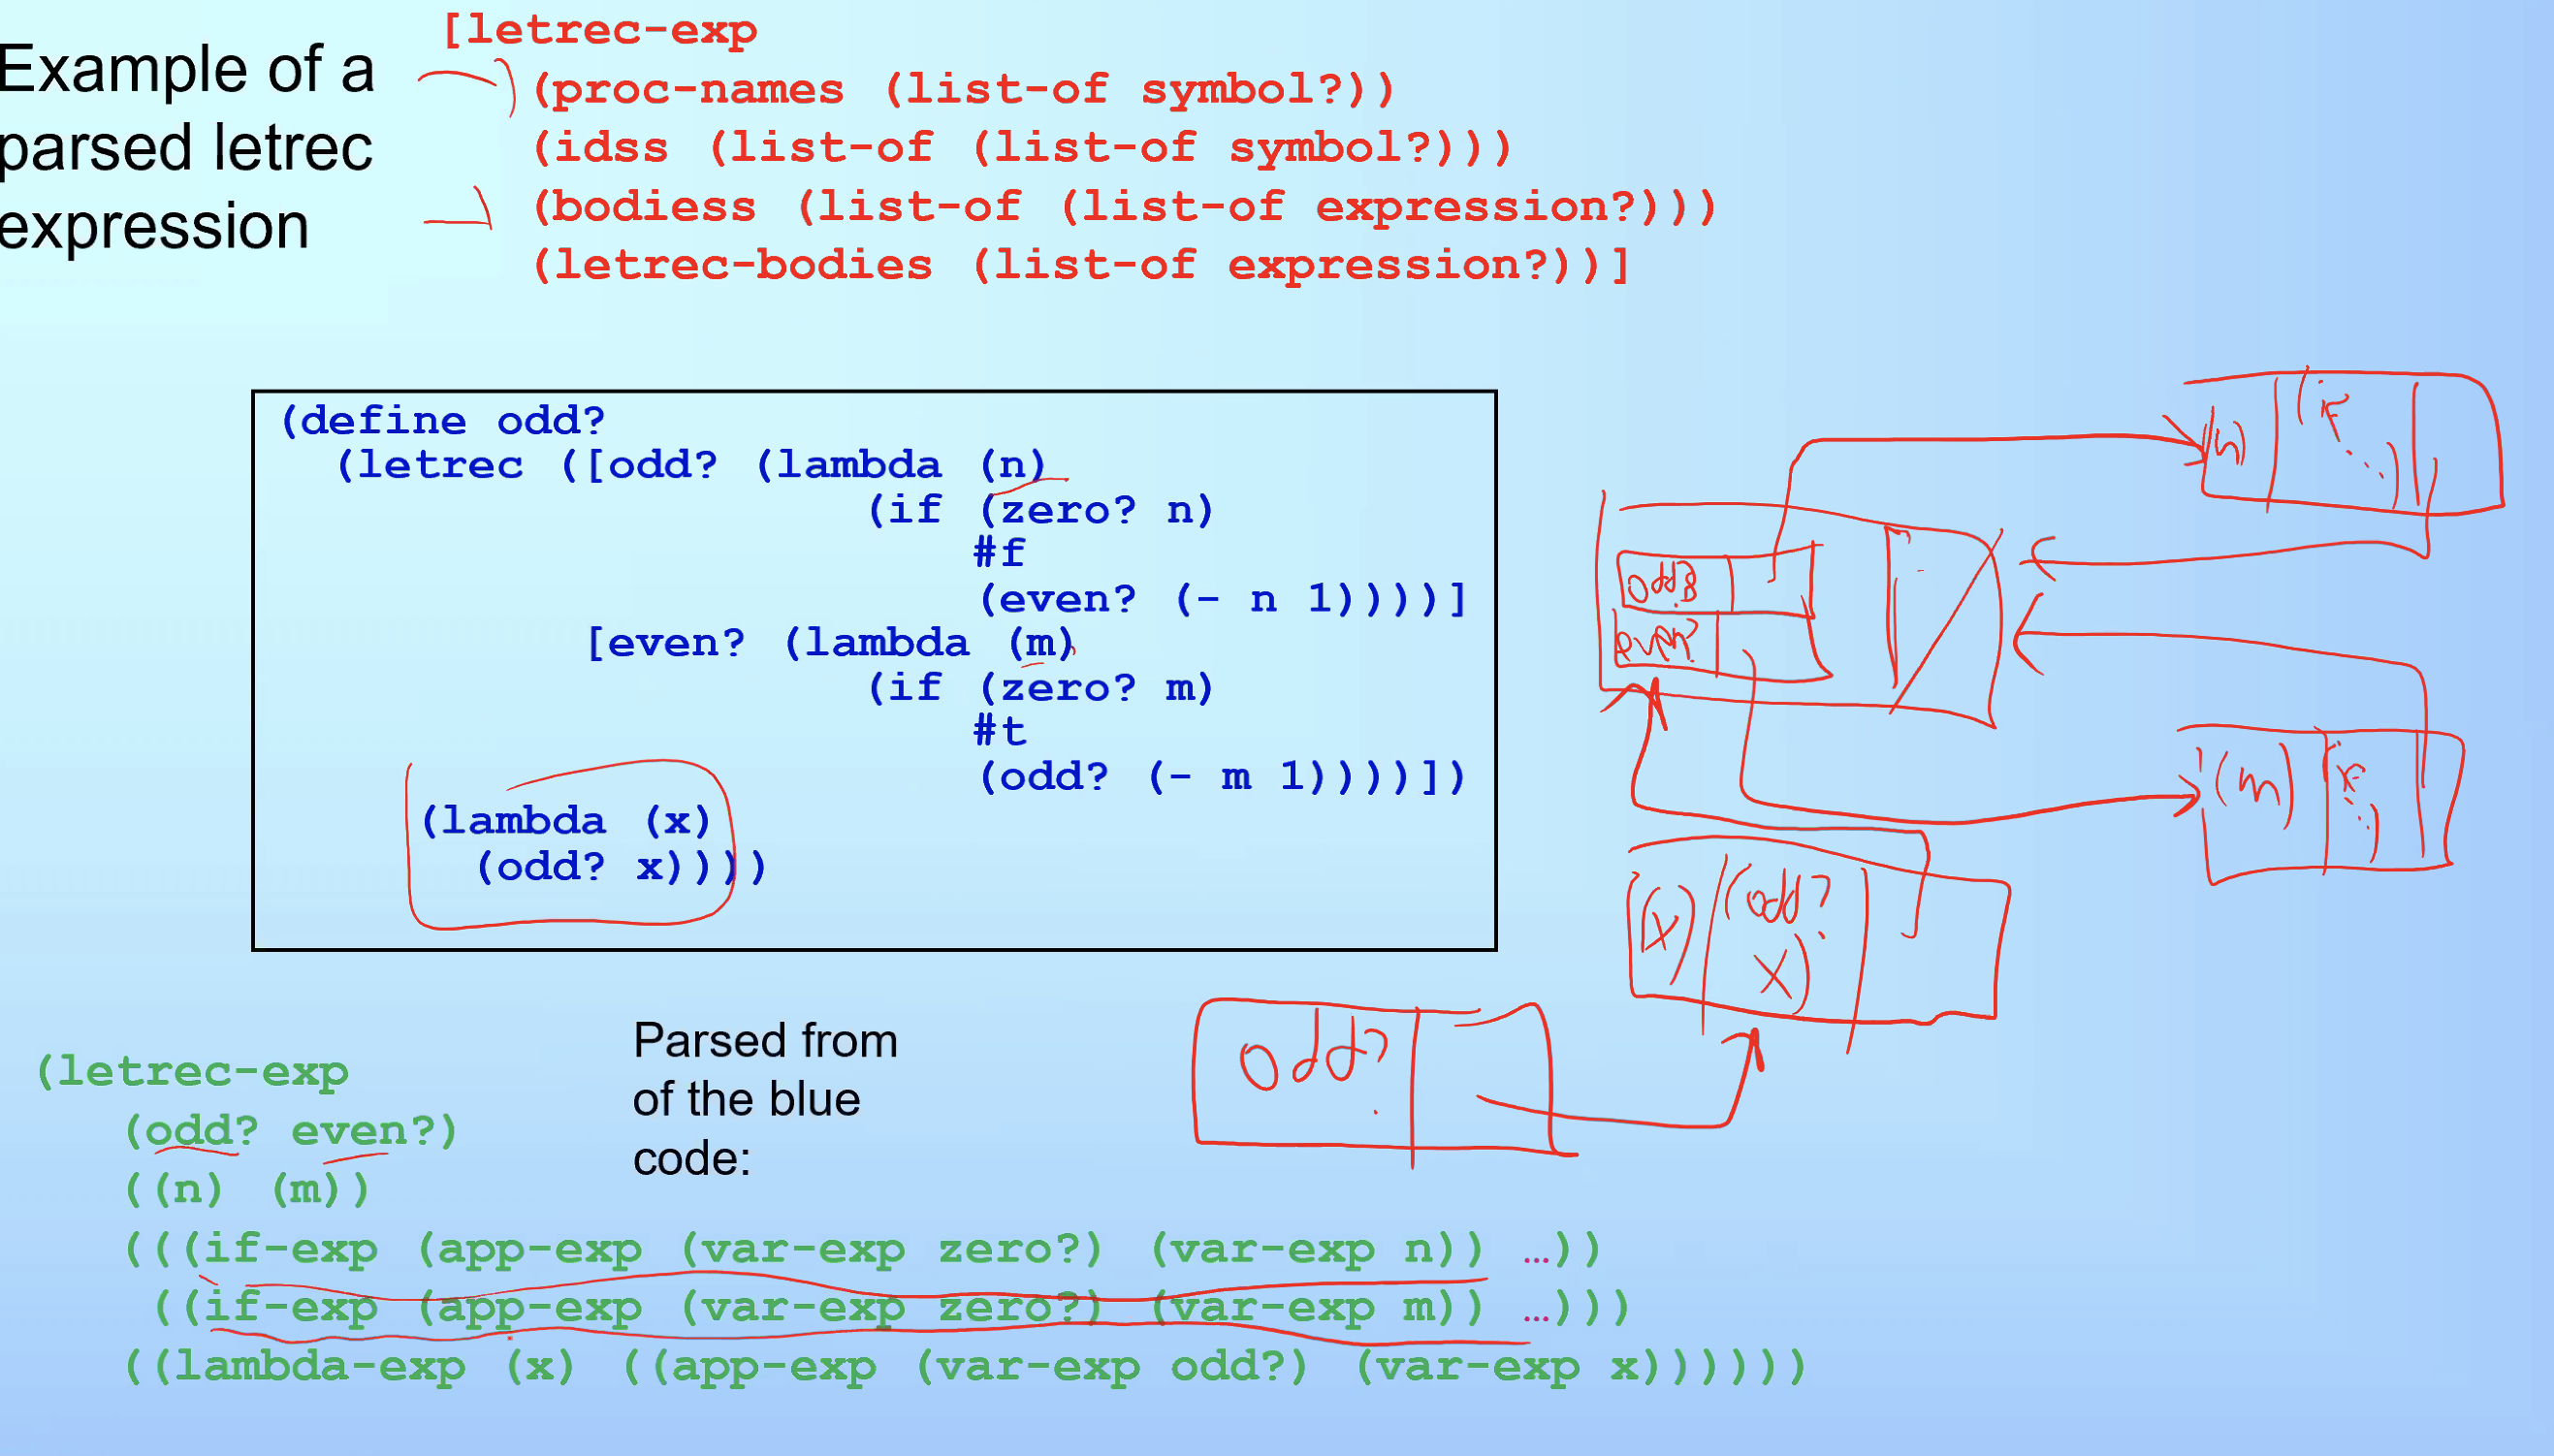 Example of a
parsed letrec
expression
[letrec-exp
(proc-names (list-of symbol?))
(idss (list-of (list-of symbol?)))
(bodiess (list-of (list-of expression?)))
(letrec-bodies (list-of expression?))]
(define odd?
(letrec ([odd? (lambda (n)
(if (zero? n)
#f
(even? (- n 1))))]
[even? (lambda (m)
(if (zero? m)
#t
(odd? (- m 1))))])
(lambda (x)
(odd? x))))
(n)
(if
...)
odd?
even?
(m)
(if
...)
(x)
(odd?
x)
odd?
Parsed from
of the blue
code:
(letrec-exp
(odd? even?)
((n) (m))
(((if-exp (app-exp (var-exp zero?) (var-exp n)) …))
((if-exp (app-exp (var-exp zero?) (var-exp m)) …)))
((lambda-exp (x) ((app-exp (var-exp odd?) (var-exp x))))))